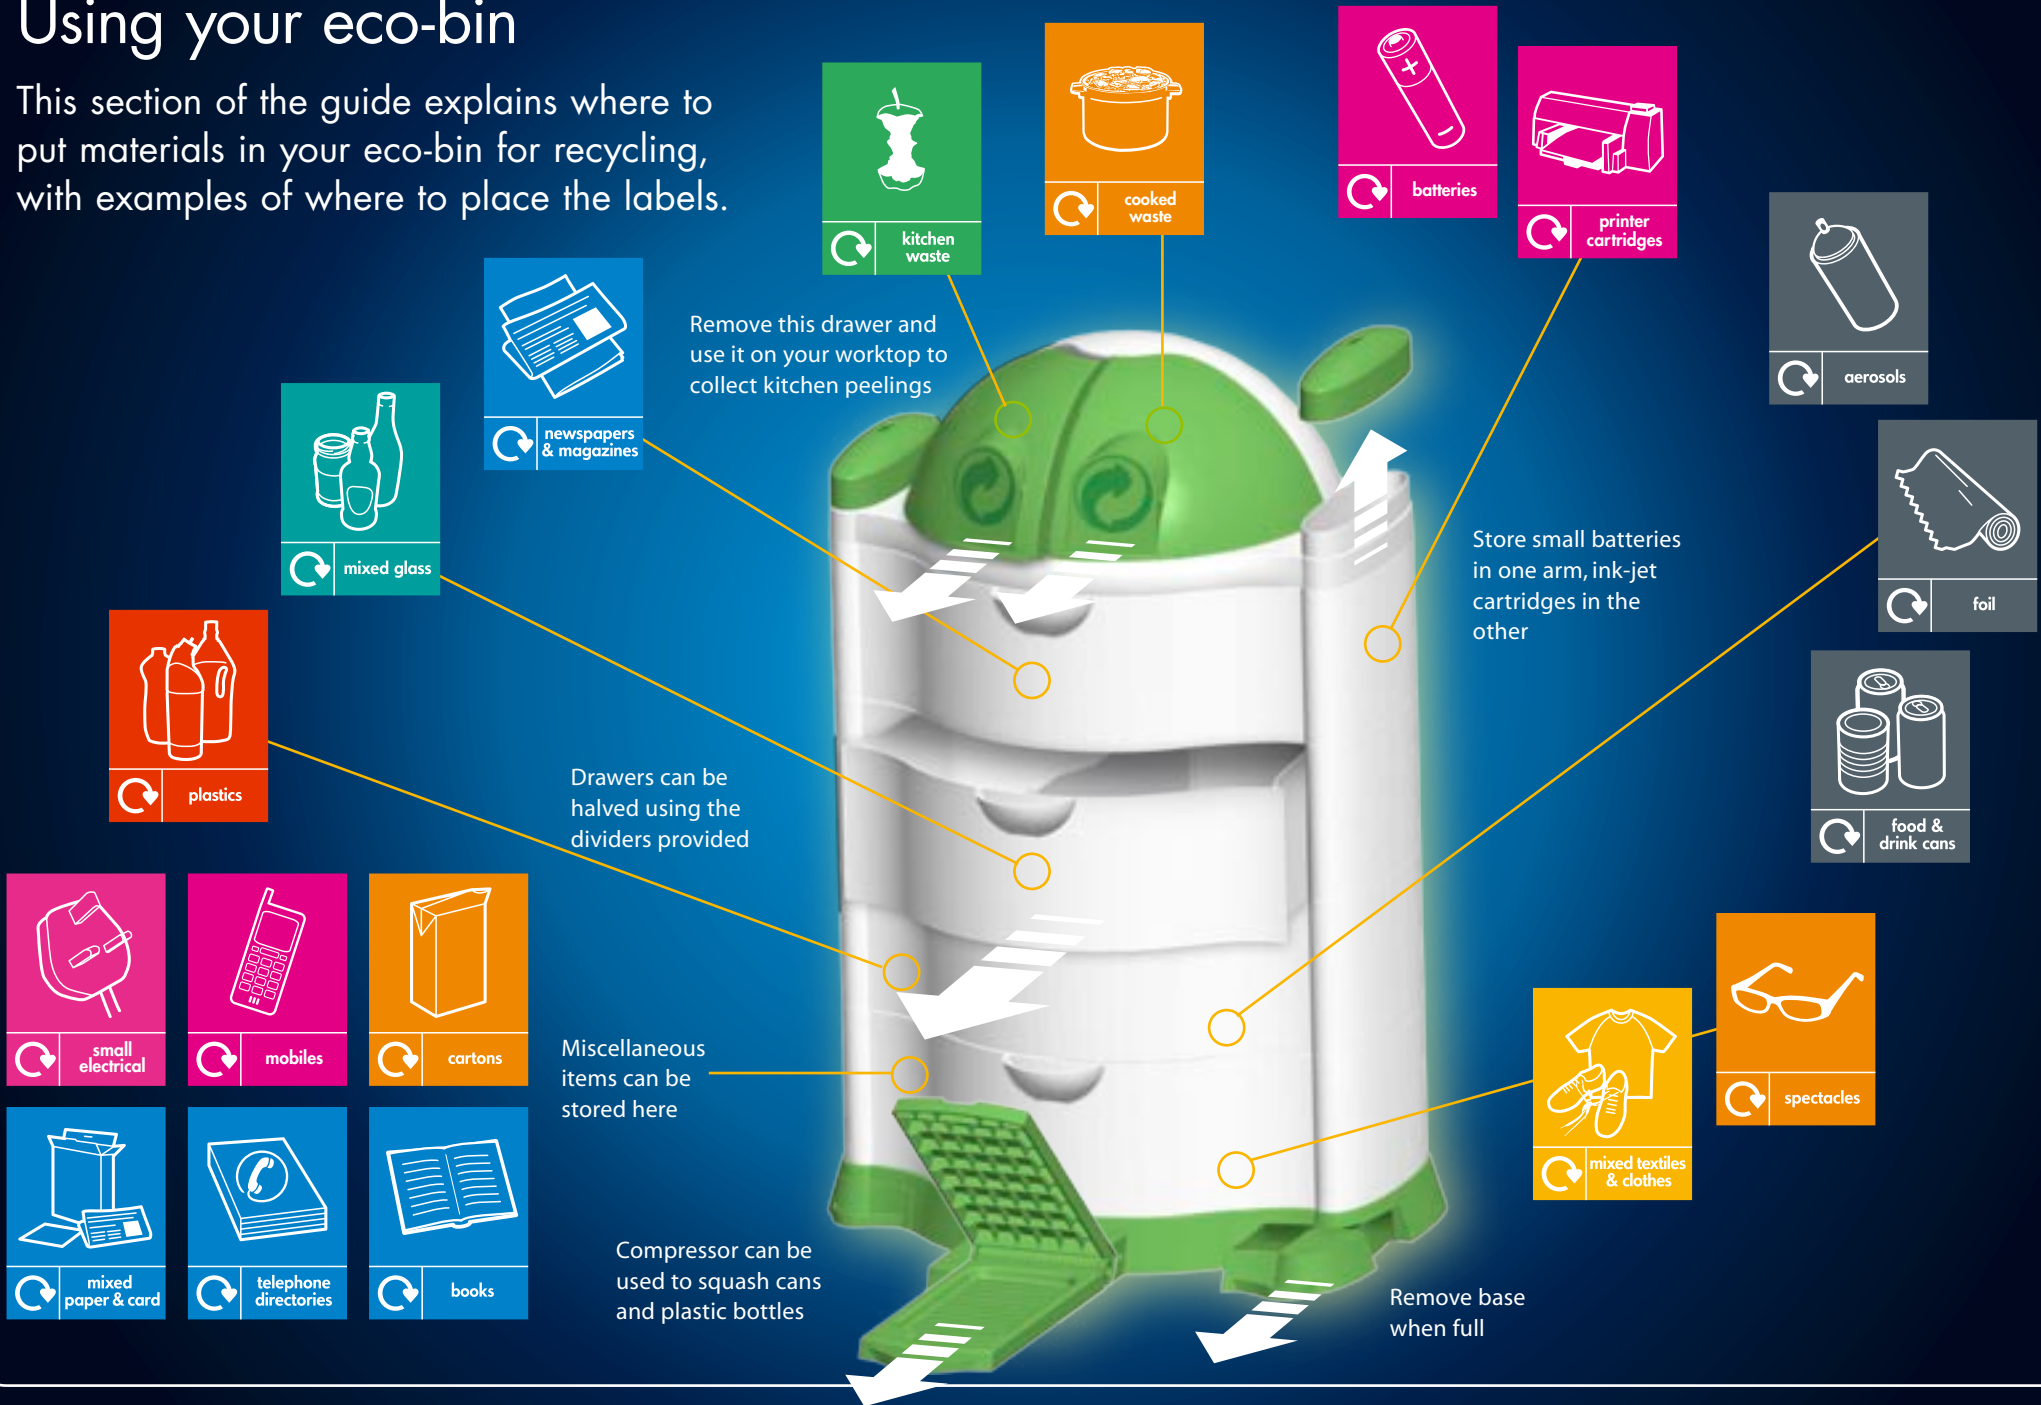 Using your eco-bin
This section of the guide explains where to
put materials in your eco-bin for recycling,
with examples of where to place the labels.
kitchen
waste
cooked
waste
batteries
printer
cartridges
aerosols
newspapers
& magazines
Remove this drawer and
use it on your worktop to
collect kitchen peelings
mixed glass
Store small batteries
in one arm, ink-jet
cartridges in the
other
foil
plastics
Drawers can be
halved using the
dividers provided
food &
drink cans
small
electrical
mobiles
cartons
Miscellaneous
items can be
stored here
spectacles
mixed textiles
& clothes
mixed
paper & card
telephone
directories
books
Compressor can be
used to squash cans
and plastic bottles
Remove base
when full